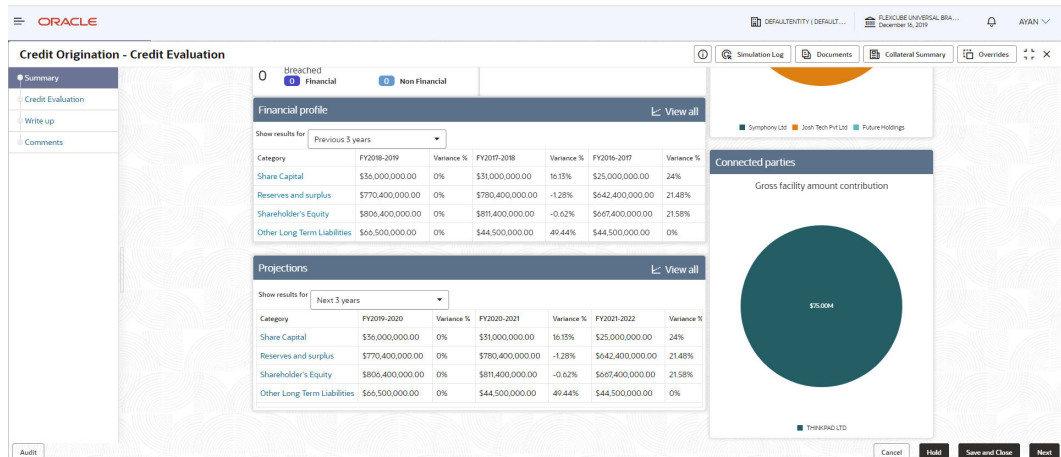 ORACLE
DEFAULTENTITY ( DEFAULT...
FLEXCUBE UNIVERSAL BRA...
December 16, 2019
AYAN
Credit Origination - Credit Evaluation
Simulation Log
Documents
Collateral Summary
Overrides
Summary
Credit Evaluation
Write up
Comments
0 Breached
0 Financial 0 Non Financial
Financial profile View all
Show results for Previous 3 years
Category FY2018-2019 Variance % FY2017-2018 Variance % FY2016-2017 Variance %
Share Capital $36,000,000.00 0% $31,000,000.00 16.13% $25,000,000.00 24%
Reserves and surplus $770,400,000.00 0% $780,400,000.00 -1.28% $642,400,000.00 21.48%
Shareholder's Equity $806,400,000.00 0% $811,400,000.00 -0.62% $667,400,000.00 21.58%
Other Long Term Liabilities $66,500,000.00 0% $44,500,000.00 49.44% $44,500,000.00 0%
Projections View all
Show results for Next 3 years
Category FY2019-2020 Variance % FY2020-2021 Variance % FY2021-2022 Variance %
Share Capital $36,000,000.00 0% $31,000,000.00 16.13% $25,000,000.00 24%
Reserves and surplus $770,400,000.00 0% $780,400,000.00 -1.28% $642,400,000.00 21.48%
Shareholder's Equity $806,400,000.00 0% $811,400,000.00 -0.62% $667,400,000.00 21.58%
Other Long Term Liabilities $66,500,000.00 0% $44,500,000.00 49.44% $44,500,000.00 0%
Symphony Ltd Josh Tech Pvt Ltd Future Holdings
Connected parties
Gross facility amount contribution
$75.00M
THINKPAD LTD
Audit
Cancel
Hold
Save and Close
Next